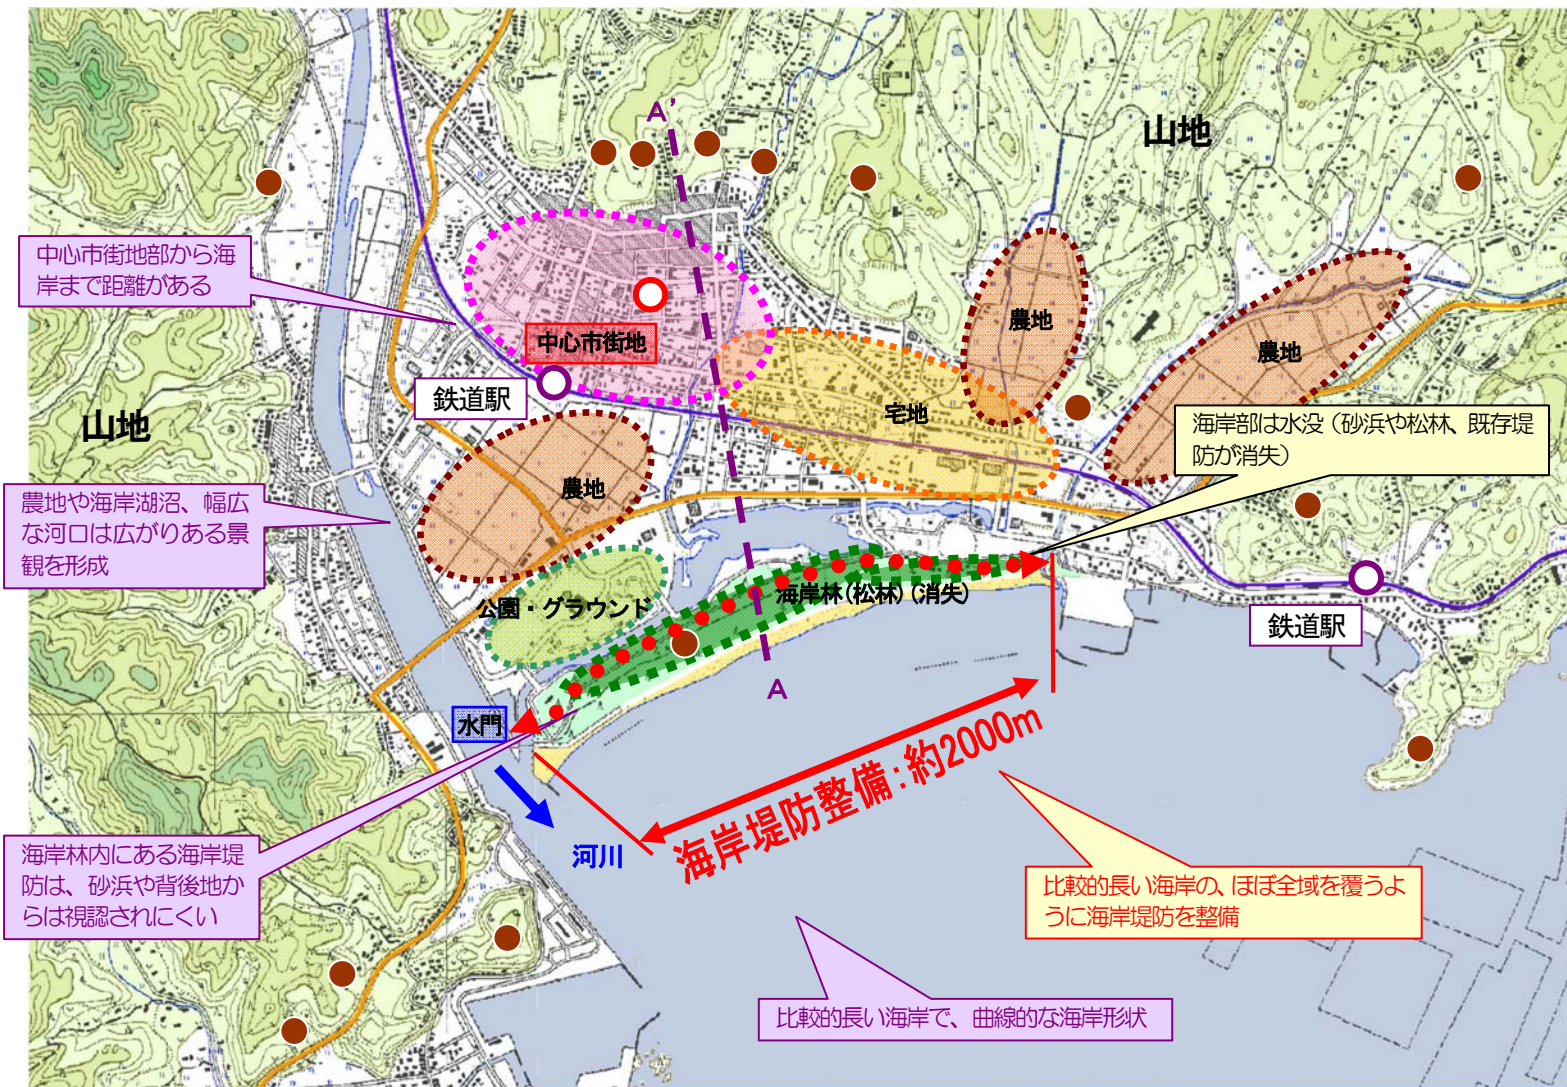 A'
山地
中心市街地部から海
岸まで距離がある
農地
中心市街地
農地
鉄道駅
宅地
山地
海岸部は水没（砂浜や松林、既存堤
防が消失）
農地
農地や海岸湖沼、幅広
な河口は広がりある景
観を形成
公園・グラウンド
海岸林(松林)(消失)
鉄道駅
A
水門
海岸堤防整備：約2000m
河川
海岸林内にある海岸堤
防は、砂浜や背後地か
らは視認されにくい
比較的長い海岸の、ほぼ全域を覆うよ
うに海岸堤防を整備
比較的長い海岸で、曲線的な海岸形状